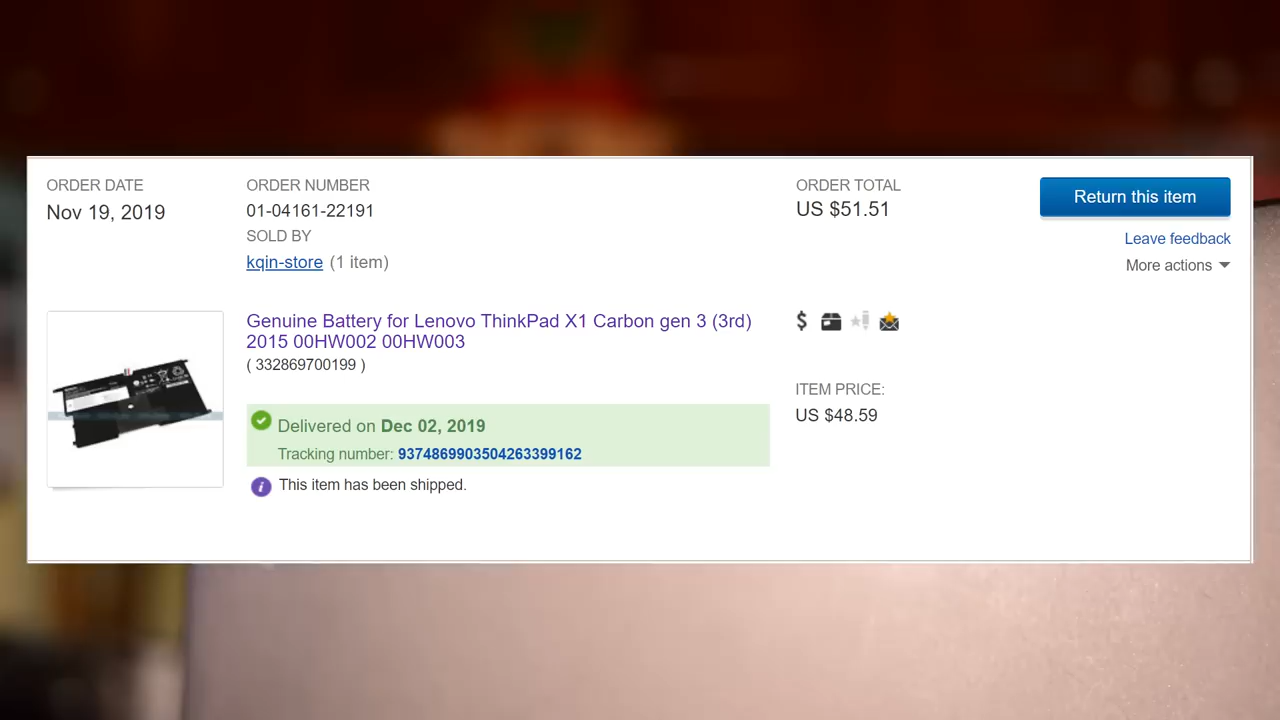 ORDER DATE
Nov 19, 2019
ORDER NUMBER
01-04161-22191
SOLD BY
kqin-store (1 item)
ORDER TOTAL
US $51.51
Return this item
Leave feedback
More actions
Genuine Battery for Lenovo ThinkPad X1 Carbon gen 3 (3rd)
2015 00HW002 00HW003
( 332869700199 )
Delivered on Dec 02, 2019
Tracking number: 9374869903504263399162
This item has been shipped.
ITEM PRICE:
US $48.59